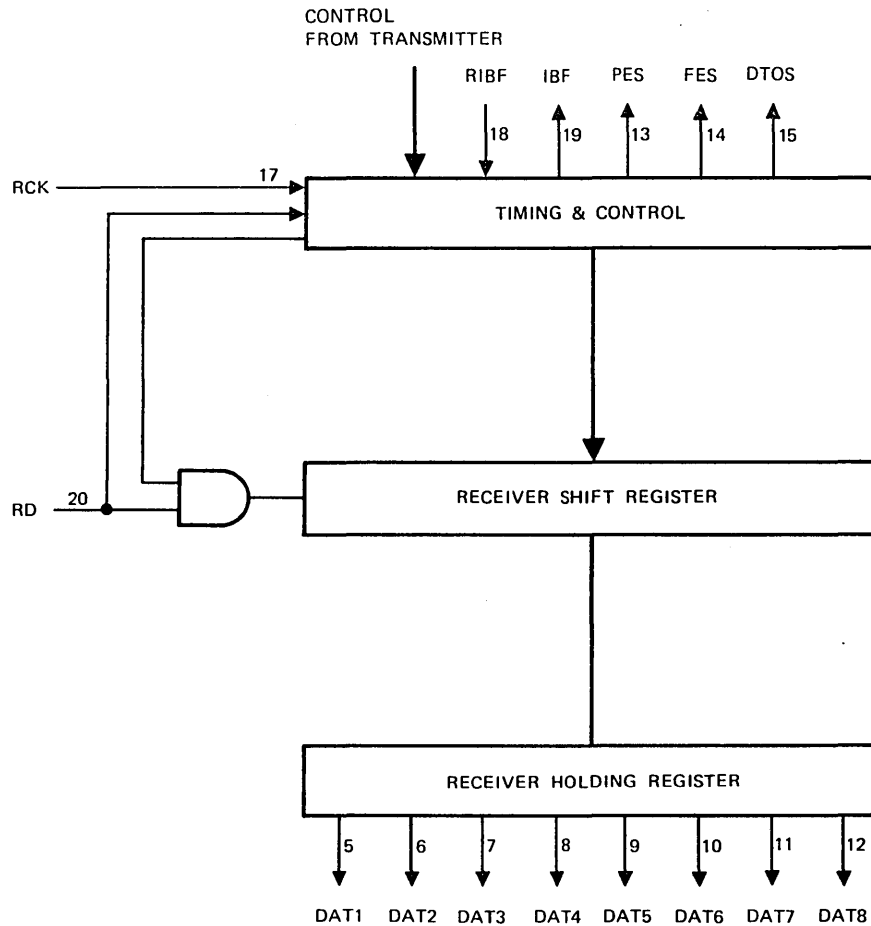 CONTROL
FROM TRANSMITTER
RIBF IBF PES FES DTOS
18 19 13 14 15
RCK 17
TIMING & CONTROL
RD 20
RECEIVER SHIFT REGISTER
RECEIVER HOLDING REGISTER
5 6 7 8 9 10 11 12
DAT1 DAT2 DAT3 DAT4 DAT5 DAT6 DAT7 DAT8